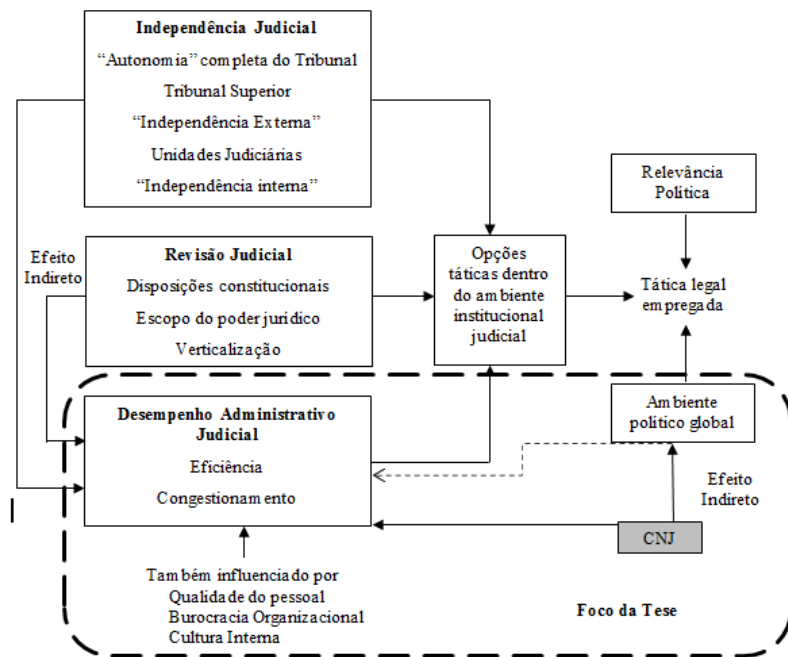 Independência Judicial
“Autonomia” completa do Tribunal
Tribunal Superior
“Independência Externa”
Unidades Judiciárias
“Independência interna”
Relevância
Política
Efeito
Indireto
Revisão Judicial
Disposições constitucionais
Escopo do poder jurídico
Verticalização
Opções
táticas dentro
do ambiente
institucional
judicial
Tática legal
empregada
Desempenho Administrativo
Judicial
Eficiência
Congestionamento
Ambiente
político global
Efeito
Indireto
CNJ
Também influenciado por
Qualidade do pessoal
Burocracia Organizacional
Cultura Interna
Foco da Tese